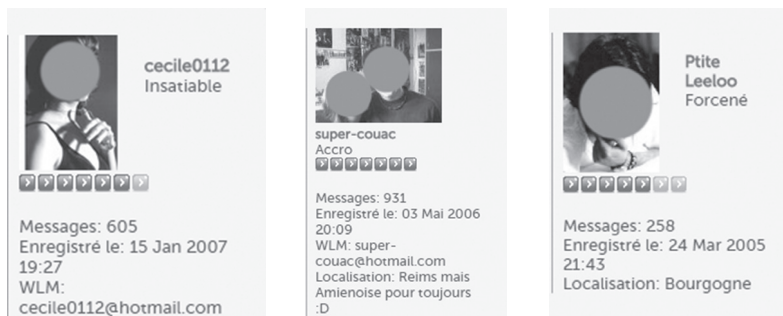 cecile0112
Insatiable
Messages: 605
Enregistré le: 15 Jan 2007
19:27
WLM:
cecile0112@hotmail.com
super-couac
Accro
Messages: 931
Enregistré le: 03 Mai 2006
20:09
WLM: super-
couac@hotmail.com
Localisation: Reims mais
Amienoise pour toujours
:D
Ptite
Leeloo
Forcené
Messages: 258
Enregistré le: 24 Mar 2005
21:43
Localisation: Bourgogne